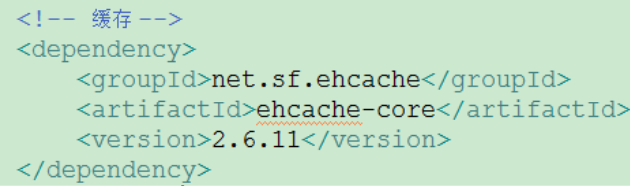 <!-- 缓存 -->
<dependency>
    <groupId>net.sf.ehcache</groupId>
    <artifactId>ehcache-core</artifactId>
    <version>2.6.11</version>
</dependency>